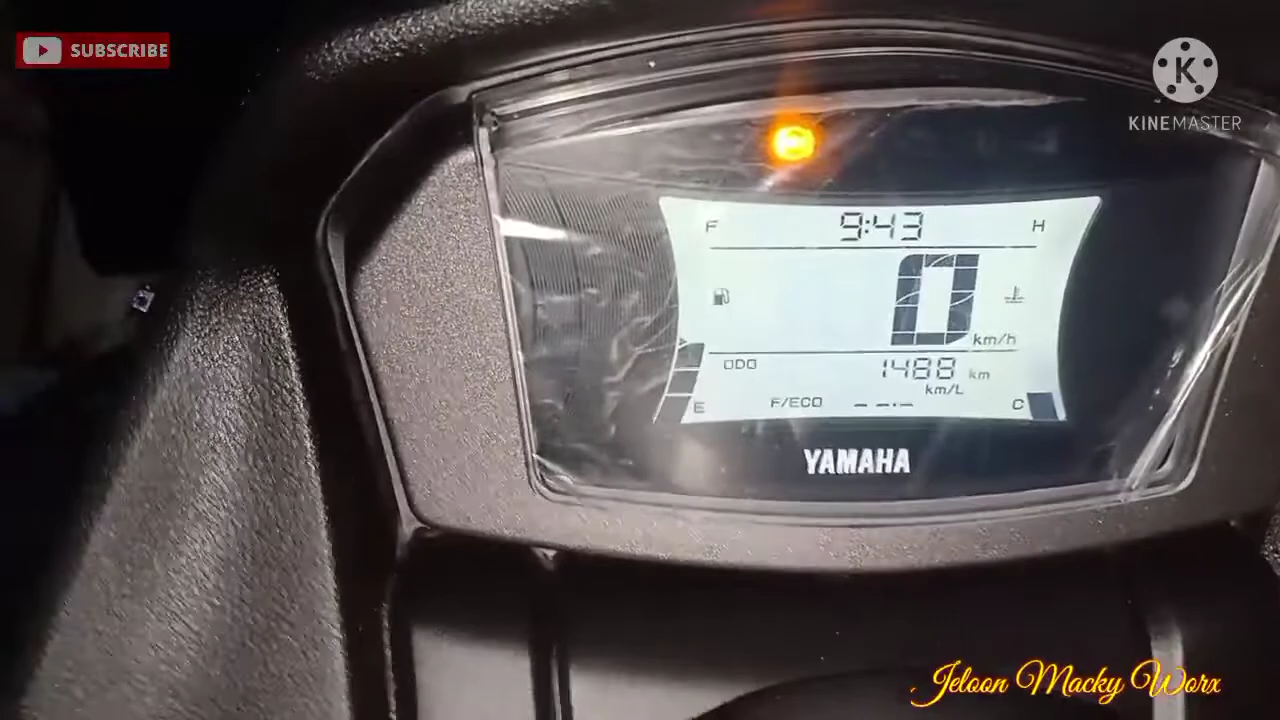 SUBSCRIBE
K
KINEMASTER
F 9:43 H
0
km/h
ODO 1488 km
km/L
E F/ECO --.- C
YAMAHA
Jeloon Macky Worx